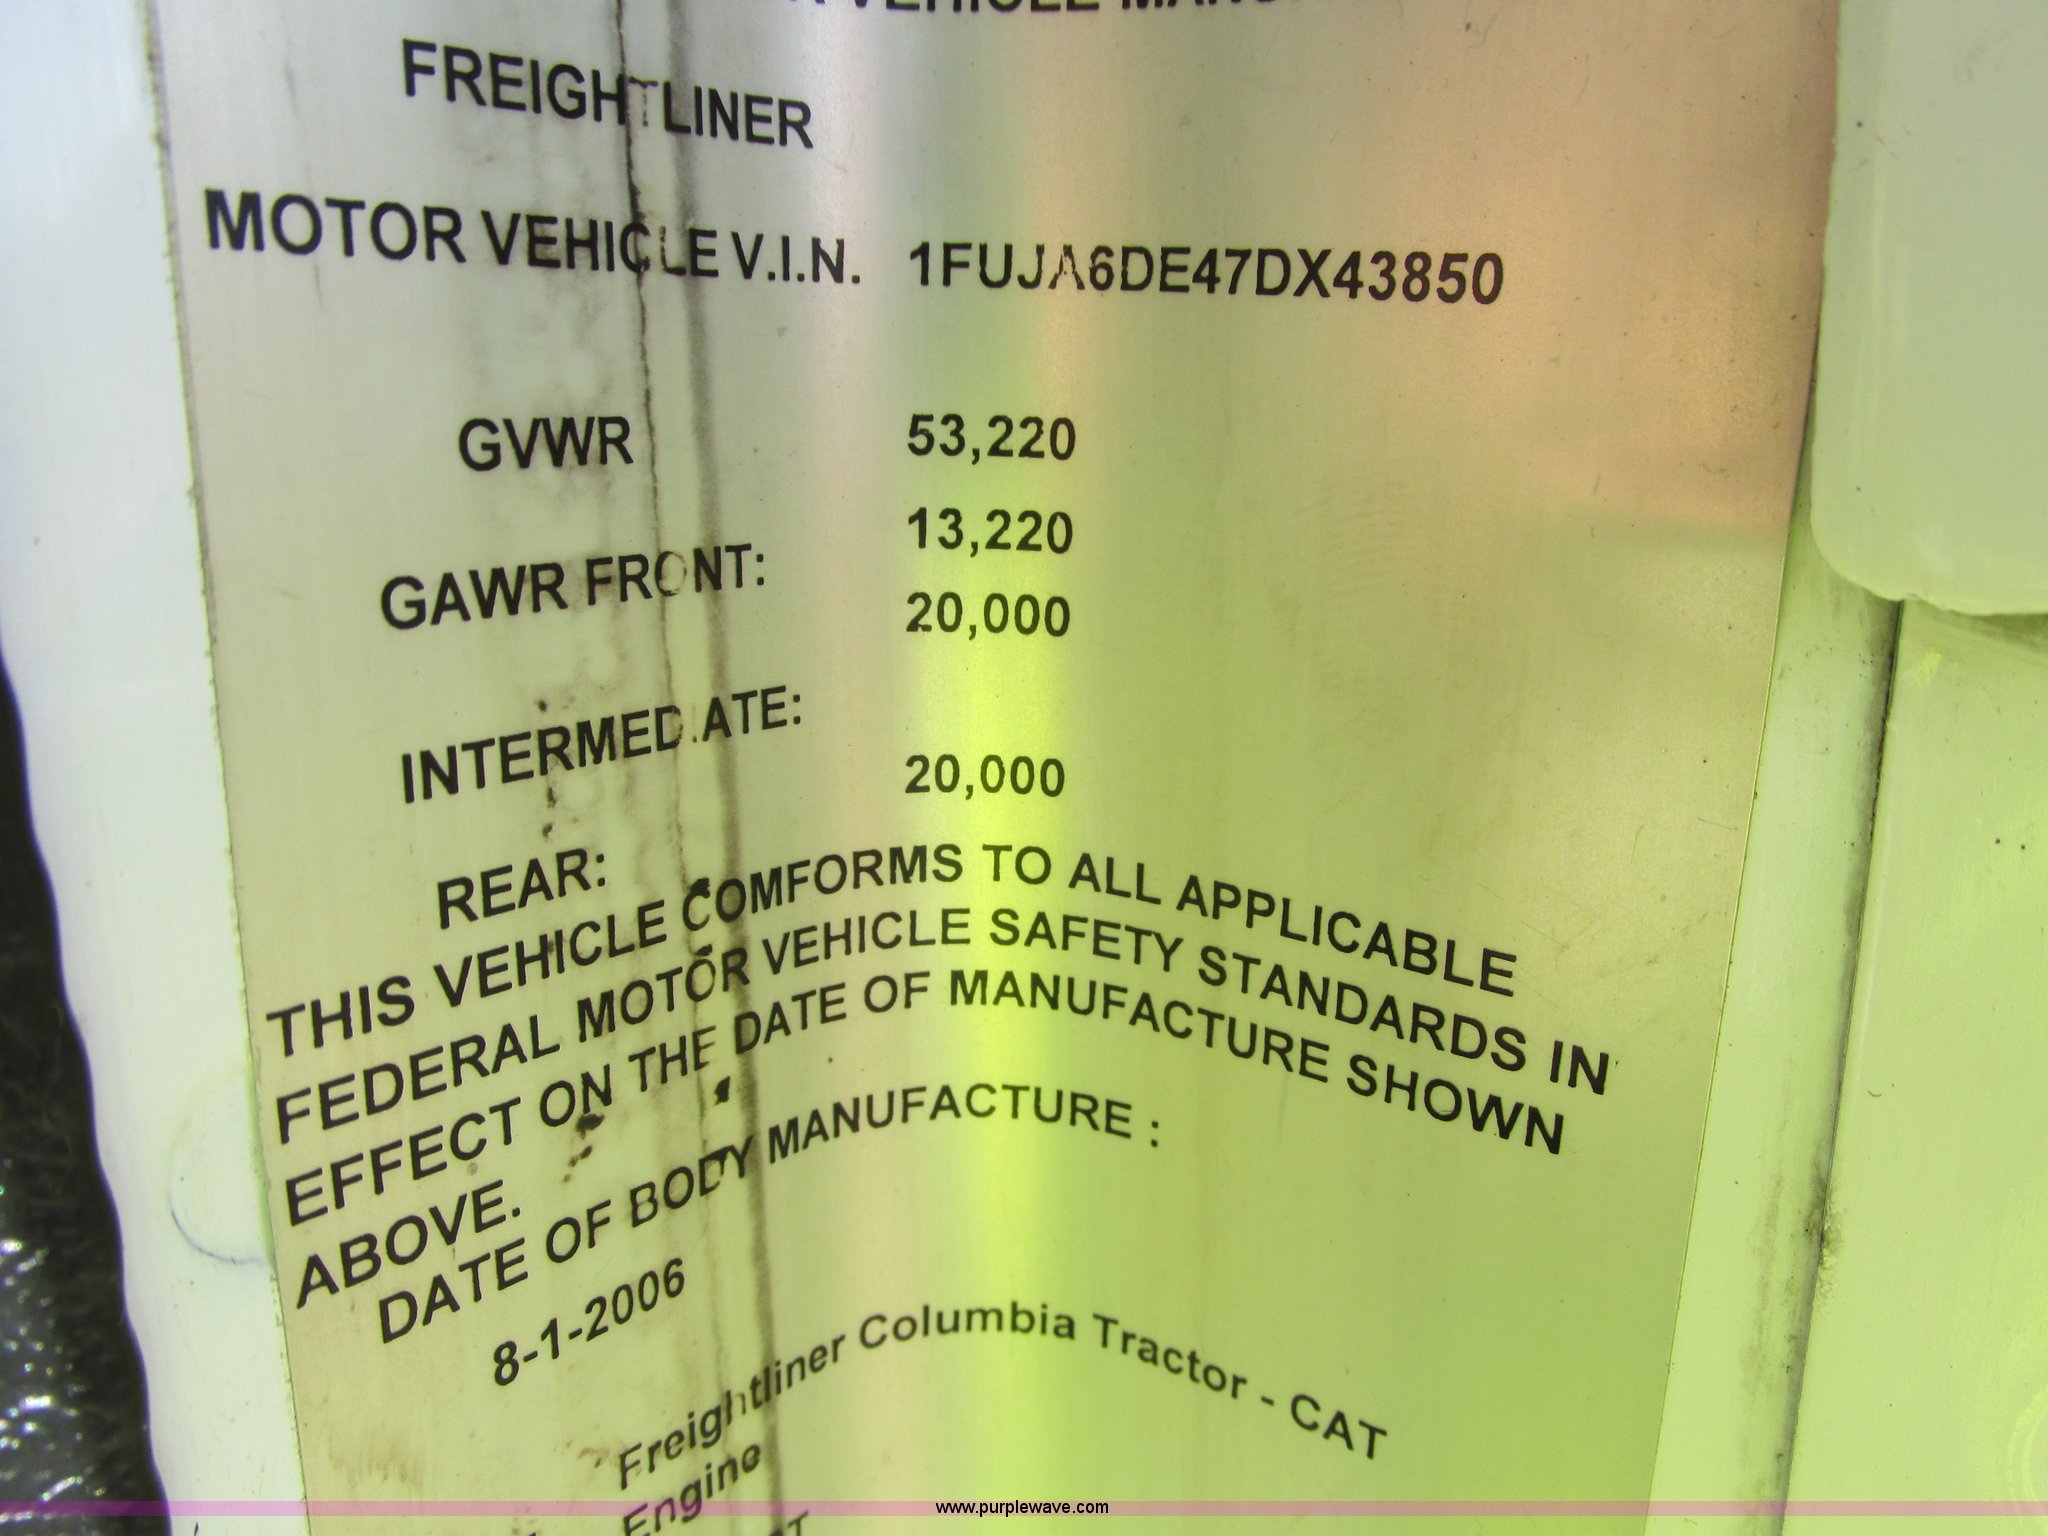 VEHICLE
FREIGHTLINER
MOTOR VEHICLE V.I.N. 1FUJA6DE47DX43850
GVWR 53,220
13,220
GAWR FRONT:
20,000
INTERMEDIATE:
20,000
REAR:
THIS VEHICLE COMFORMS TO ALL APPLICABLE
FEDERAL MOTOR VEHICLE SAFETY STANDARDS IN
EFFECT ON THE DATE OF MANUFACTURE SHOWN
ABOVE.
DATE OF BODY MANUFACTURE :
8-1-2006
Freightliner Columbia Tractor - CAT
Engine
www.purplewave.com